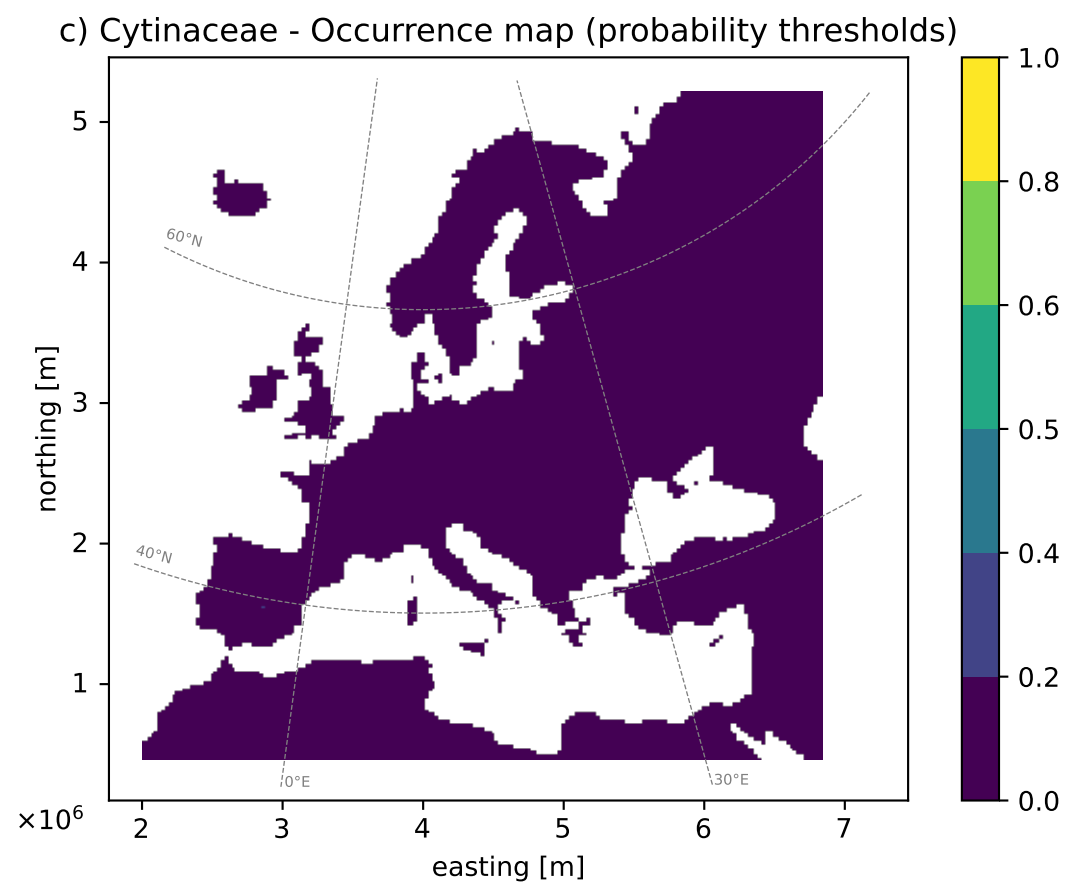 c) Cytinaceae - Occurrence map (probability thresholds)
5
4
3
2
1
northing [m]
60°N
40°N
0°E
30°E
×10⁶
2 3 4 5 6 7
easting [m]
1.0
0.8
0.6
0.5
0.4
0.2
0.0